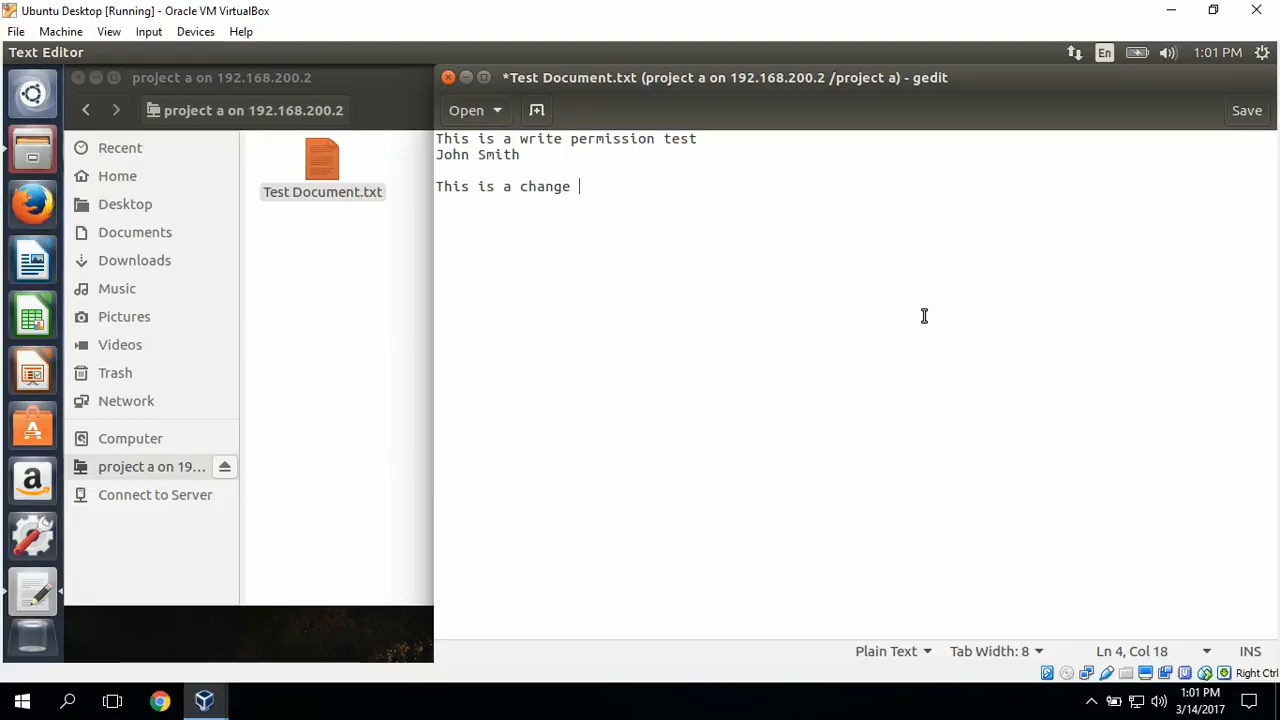 Ubuntu Desktop [Running] - Oracle VM VirtualBox
File Machine View Input Devices Help
Text Editor
En
1:01 PM
project a on 192.168.200.2
*Test Document.txt (project a on 192.168.200.2 /project a) - gedit
project a on 192.168.200.2
Open
Save
This is a write permission test
John Smith
This is a change
Recent
Home
Desktop
Documents
Downloads
Music
Pictures
Videos
Trash
Network
Computer
project a on 19...
Connect to Server
Test Document.txt
a
Plain Text
Tab Width: 8
Ln 4, Col 18
INS
Right Ctrl
1:01 PM
3/14/2017